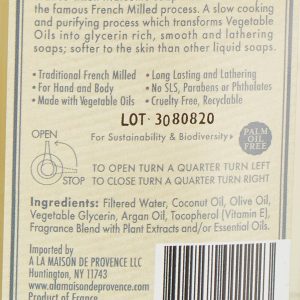 the famous French Milled process. A slow cooking
and purifying process which transforms Vegetable
Oils into glycerin rich, smooth and lathering
soaps; softer to the skin than other liquid soaps.
• Traditional French Milled
• Long Lasting and Lathering
• For Hand and Body
• No SLS, Parabens or Phthalates
• Made with Vegetable Oils
• Cruelty Free, Recyclable
LOT· 3080820
OPEN
For Sustainability & Biodiversity
PALM
OIL
FREE
CLOSE
TO OPEN TURN A QUARTER TURN LEFT
TO CLOSE TURN A QUARTER TURN RIGHT
Ingredients: Filtered Water, Coconut Oil, Olive Oil,
Vegetable Glycerin, Argan Oil, Tocopherol (Vitamin E),
Fragrance Blend with Plant Extracts and/or Essential Oils.
Imported by
A LA MAISON DE PROVENCE LLC
Huntington, NY 11743
www.alamaisondeprovence.com
Product of France